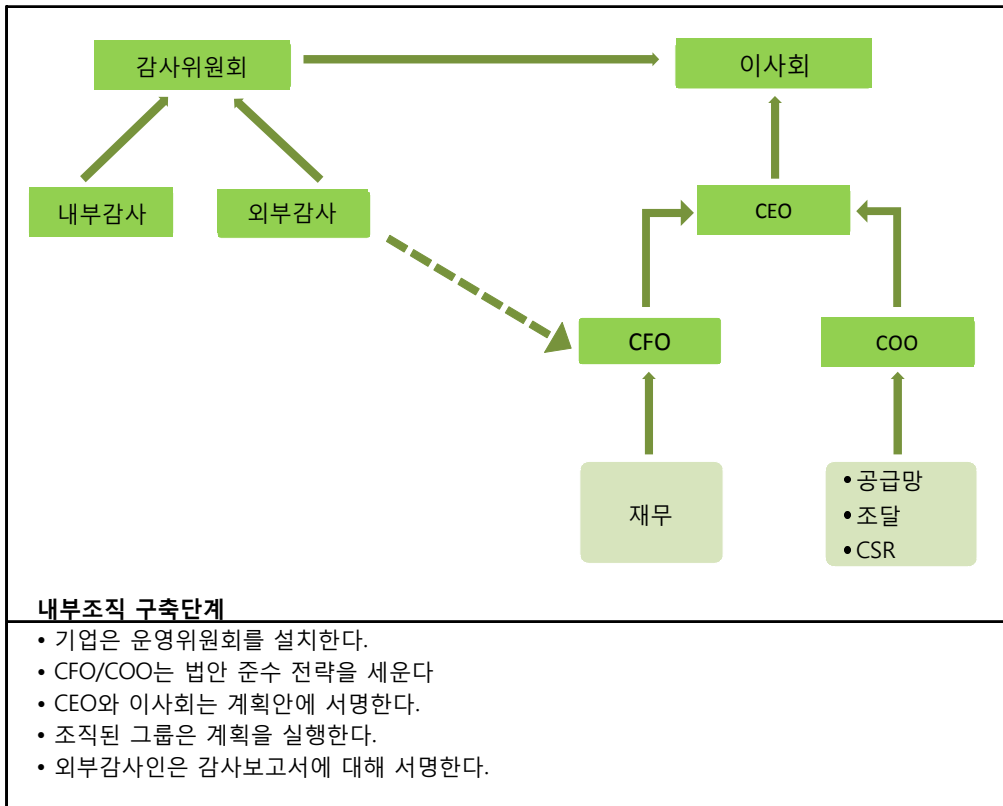 감사위원회
이사회
내부감사
외부감사
CEO
CFO
COO
재무
• 공급망
• 조달
• CSR
내부조직 구축단계
• 기업은 운영위원회를 설치한다.
• CFO/COO는 법안 준수 전략을 세운다
• CEO와 이사회는 계획안에 서명한다.
• 조직된 그룹은 계획을 실행한다.
• 외부감사인은 감사보고서에 대해 서명한다.